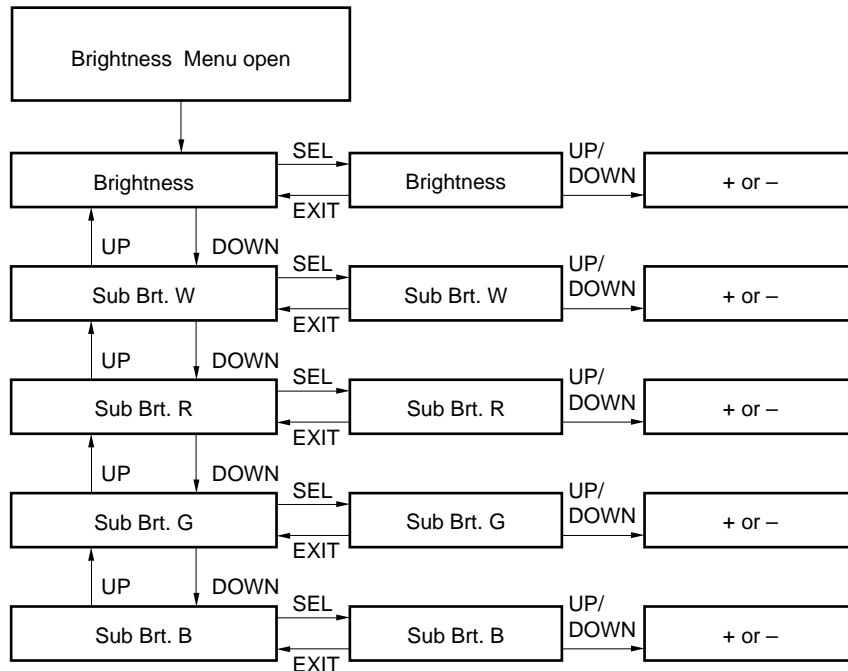 Brightness Menu open
SEL
UP/
DOWN
Brightness
Brightness
+ or –
EXIT
UP
DOWN
SEL
UP/
DOWN
Sub Brt. W
Sub Brt. W
+ or –
EXIT
UP
DOWN
SEL
UP/
DOWN
Sub Brt. R
Sub Brt. R
+ or –
EXIT
UP
DOWN
SEL
UP/
DOWN
Sub Brt. G
Sub Brt. G
+ or –
EXIT
UP
DOWN
SEL
UP/
DOWN
Sub Brt. B
Sub Brt. B
+ or –
EXIT